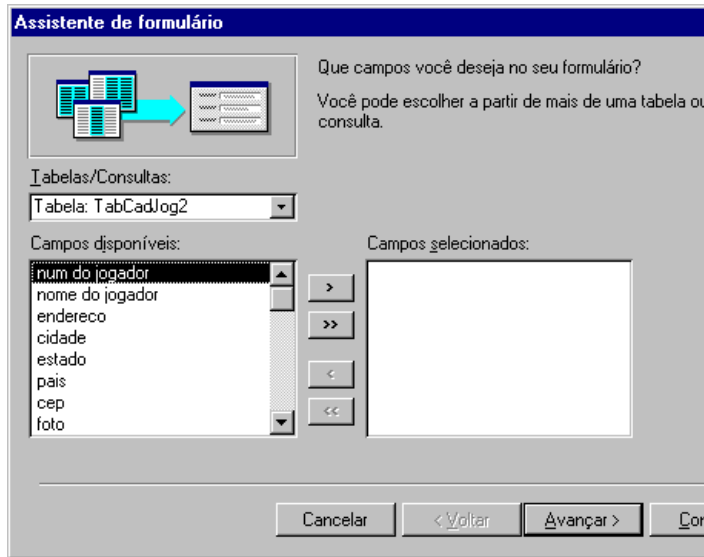 Assistente de formulário
Que campos você deseja no seu formulário?
Você pode escolher a partir de mais de uma tabela ou
consulta.
Tabelas/Consultas:
Tabela: TabCadJog2
Campos disponíveis:
Campos selecionados:
num do jogador
nome do jogador
endereco
cidade
estado
pais
cep
foto
>
>>
<
<<
Cancelar
< Voltar
Avançar >